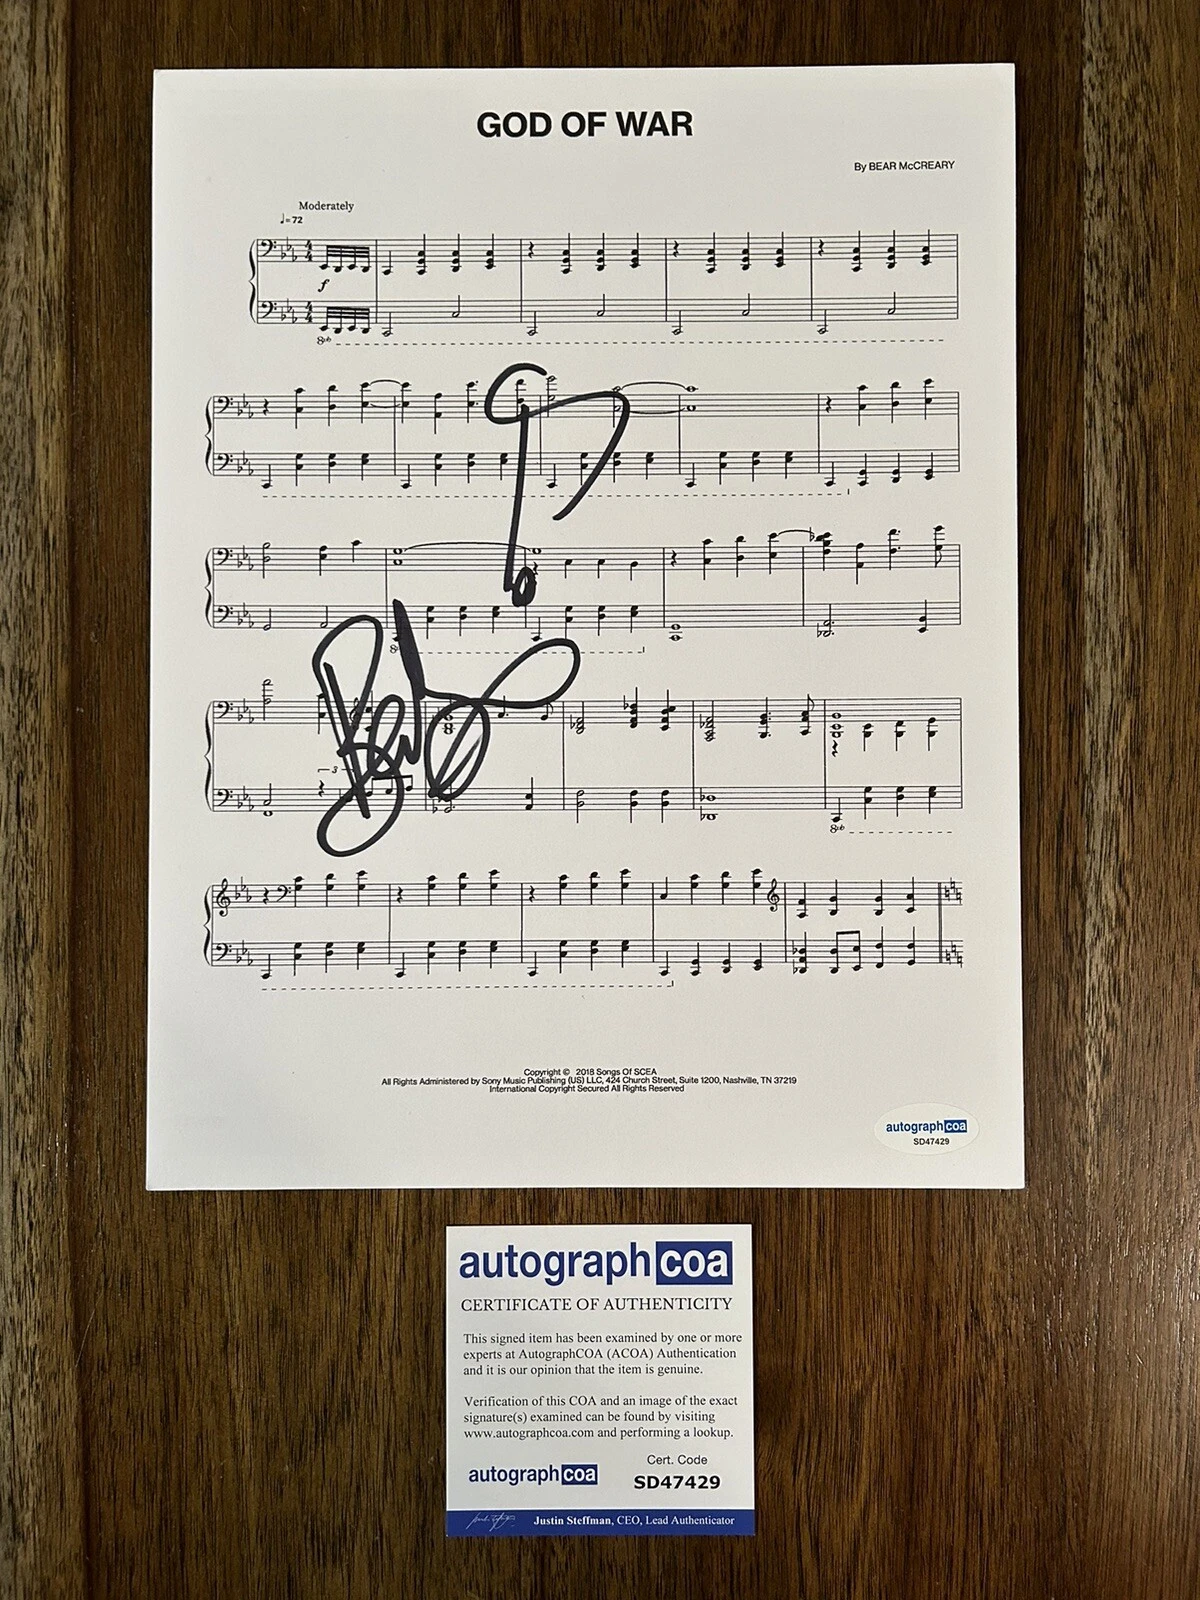 GOD OF WAR
By BEAR McCREARY
Moderately
♩=72
f
8vb
8vb
3
8vb
Copyright © 2018 Songs Of SCEA
All Rights Administered by Sony Music Publishing (US) LLC, 424 Church Street, Suite 1200, Nashville, TN 37219
International Copyright Secured All Rights Reserved
autographcoa
SD47429
autographcoa
CERTIFICATE OF AUTHENTICITY
This signed item has been examined by one or more
experts at AutographCOA (ACOA) Authentication
and it is our opinion that the item is genuine.
Verification of this COA and an image of the exact
signature(s) examined can be found by visiting
www.autographcoa.com and performing a lookup.
Cert. Code
autographcoa SD47429
Justin Steffman, CEO, Lead Authenticator